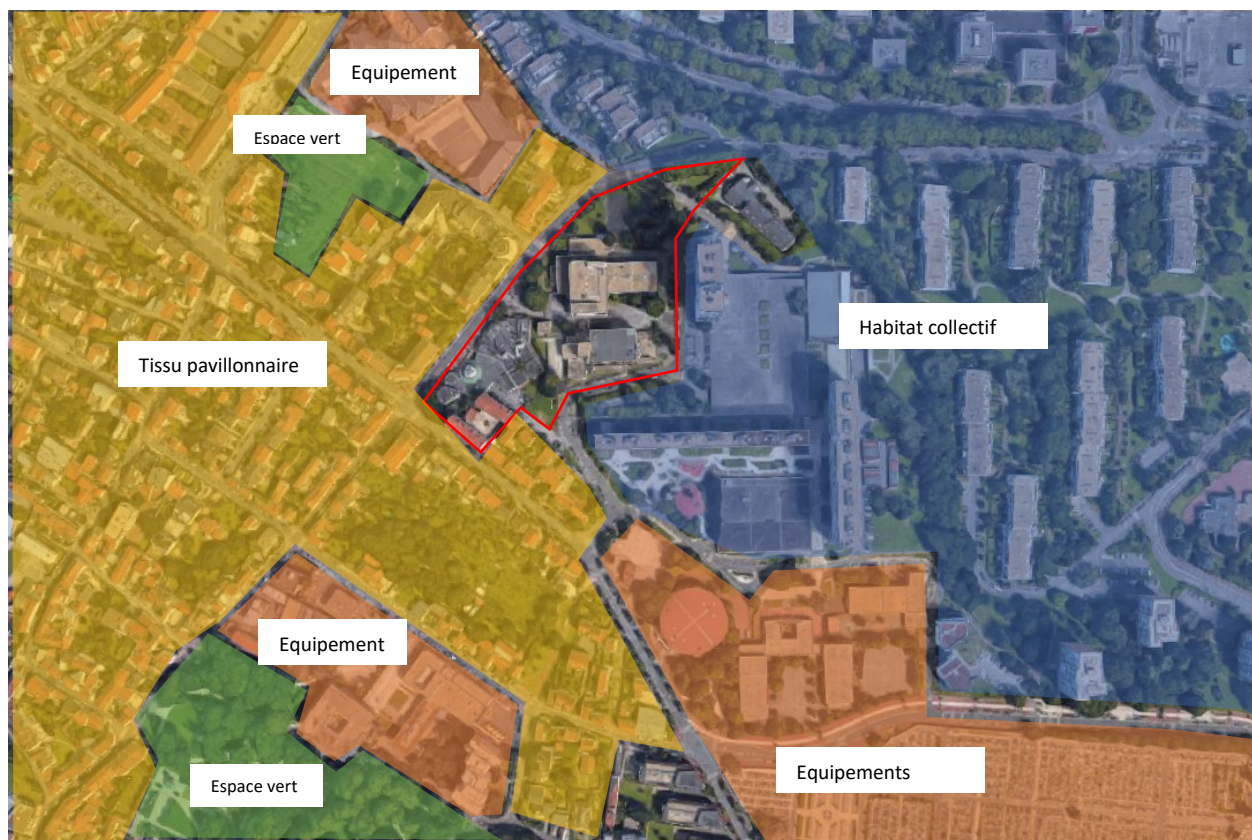 Equipement
Espace vert
Habitat collectif
Tissu pavillonnaire
Equipement
Espace vert
Equipements